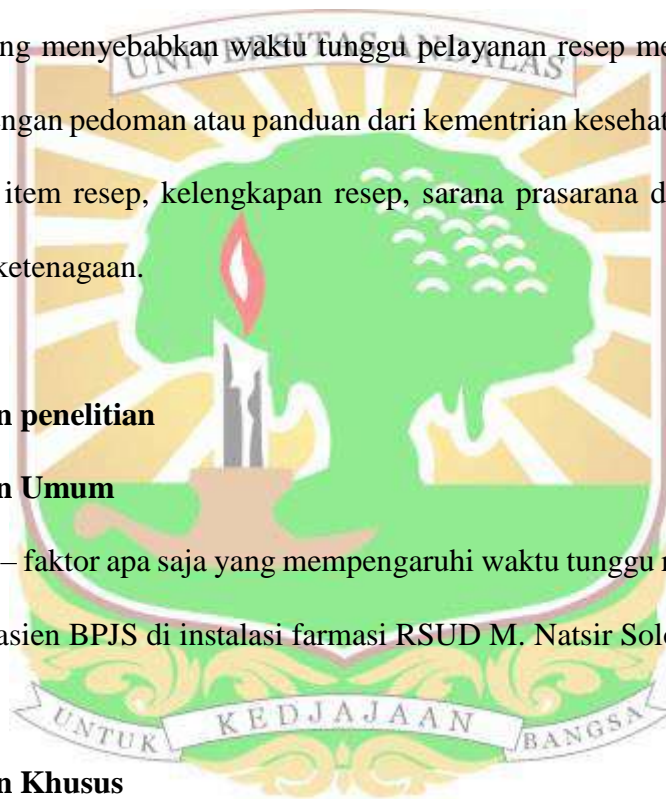 ng menyebabkan waktu tunggu pelayanan resep me
UNIVERSITAS ANDALAS
ngan pedoman atau panduan dari kementrian kesehat
item resep, kelengkapan resep, sarana prasarana d
ketenagaan.
n penelitian
n Umum
– faktor apa saja yang mempengaruhi waktu tunggu
asien BPJS di instalasi farmasi RSUD M. Natsir Sol
UNTUK KEDJAJAAN BANGSA
n Khusus